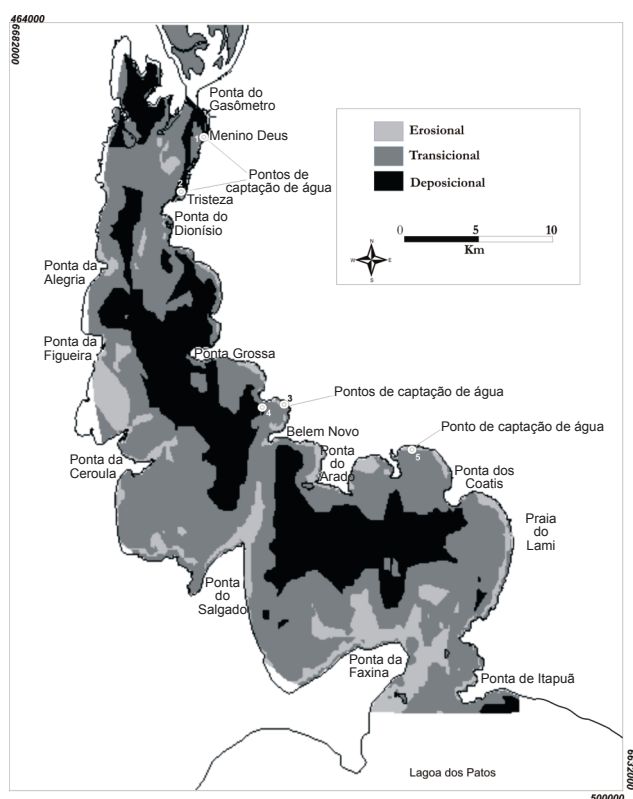 464000
6682000
Ponta do
Gasômetro
Menino Deus
Erosional
Transicional
Deposicional
Pontos de
captação de água
2
Tristeza
Ponta do
Dionísio
0 5 10
Km
N
W E
S
Ponta da
Alegria
Ponta da
Figueira
Ponta Grossa
Pontos de captação de água
3
4
Belem Novo
Ponto de captação de água
5
Ponta
do
Arado
Ponta da
Ceroula
Ponta dos
Coatis
Praia
do
Lami
Ponta
do
Salgado
Ponta da
Faxina
Ponta de Itapuã
Lagoa dos Patos
6632000
500000